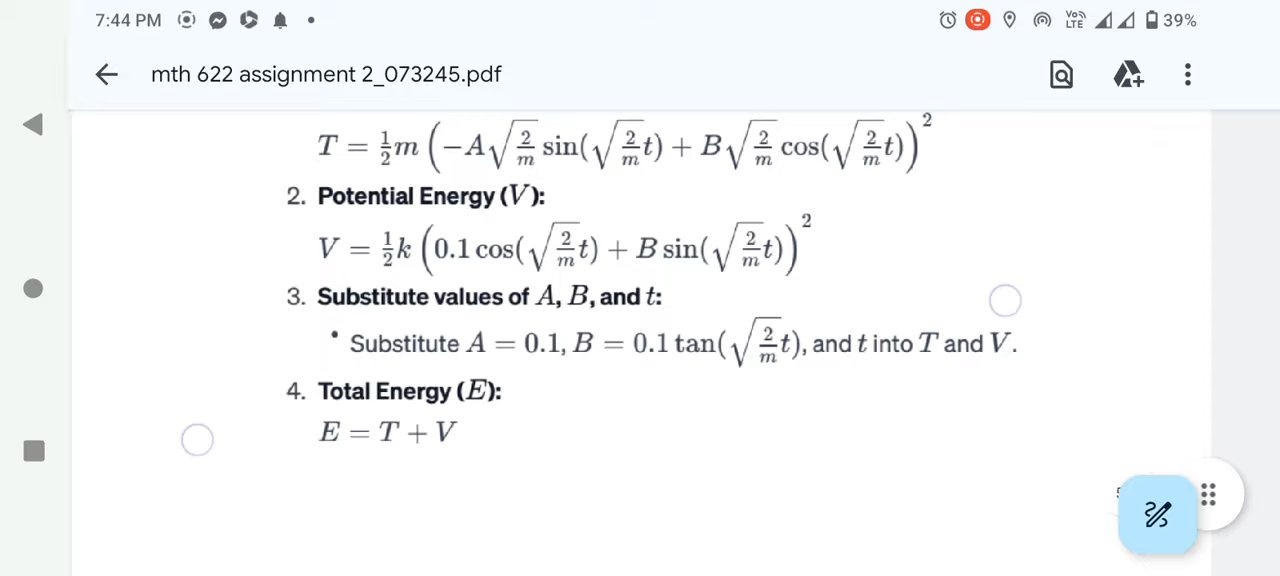 7:44 PM
Vo) LTE 39%
mth 622 assignment 2_073245.pdf
T = ½m (−A√(2/m) sin(√(2/m)t) + B√(2/m) cos(√(2/m)t))²
2. Potential Energy (V):
V = ½k (0.1 cos(√(2/m)t) + B sin(√(2/m)t))²
3. Substitute values of A, B, and t:
• Substitute A = 0.1, B = 0.1 tan(√(2/m)t), and t into T and V.
4. Total Energy (E):
E = T + V